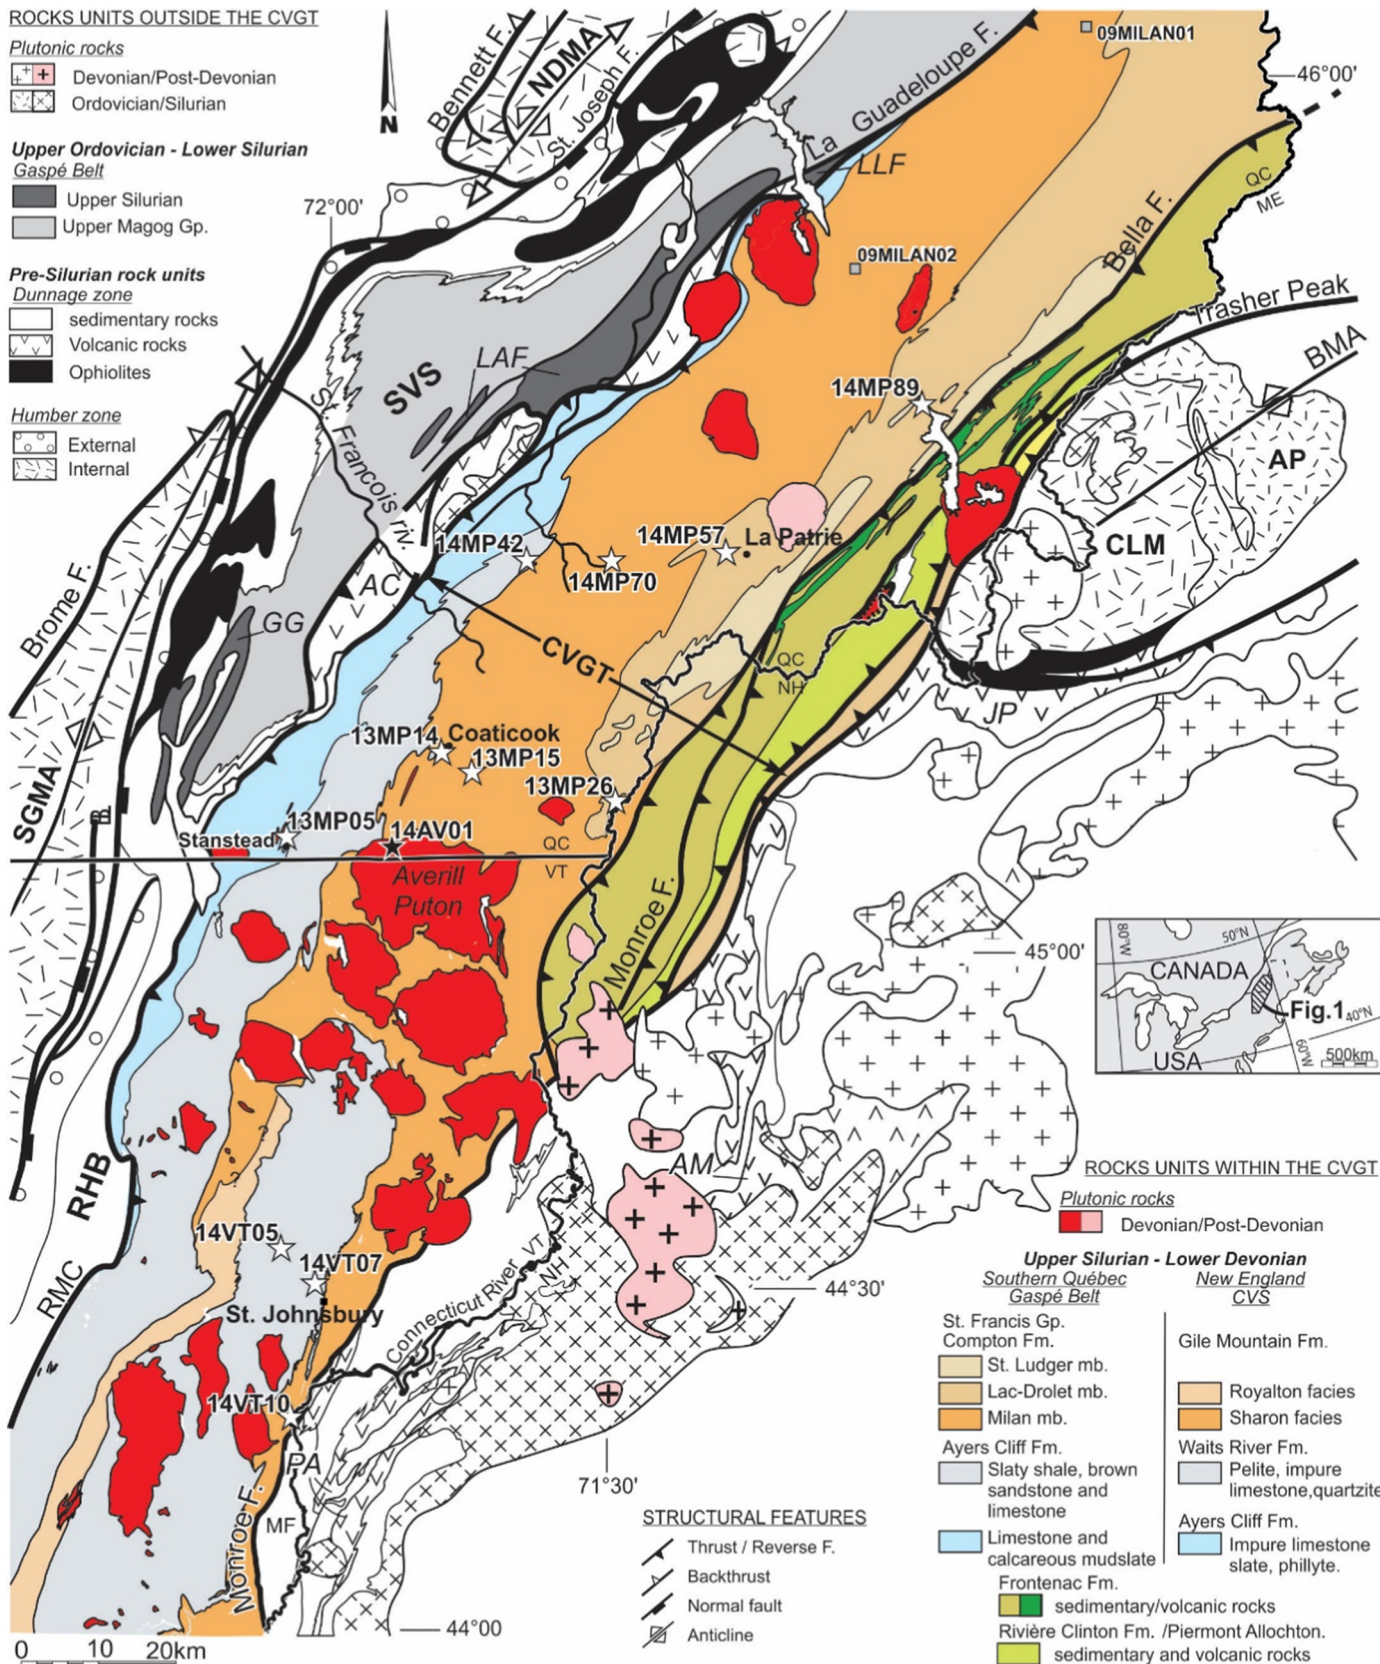 ROCKS UNITS OUTSIDE THE CVGT
Plutonic rocks
Devonian/Post-Devonian
Ordovician/Silurian
Upper Ordovician - Lower Silurian
Gaspé Belt
Upper Silurian
Upper Magog Gp.
Pre-Silurian rock units
Dunnage zone
sedimentary rocks
Volcanic rocks
Ophiolites
Humber zone
External
Internal
N
72°00'
Bennett F.
NDMA
St. Joseph F.
La Guadeloupe F.
LLF
09MILAN01
46°00'
QC
ME
Bella F.
09MILAN02
Trasher Peak
BMA
SVS
LAF
St. Francois riv.
14MP89
AP
CLM
14MP42
14MP57
La Patrie
14MP70
AC
Brome F.
GG
CVGT
QC
NH
JP
13MP14
Coaticook
13MP15
13MP26
SGMA
13MP05
Stanstead
14AV01
QC
VT
Averill
Puton
Monroe F.
45°00'
80°W
50°N
CANADA
Fig.1
40°N
60°W
USA
500km
RHB
AM
RMC
14VT05
14VT07
St. Johnsbury
Connecticut River
VT
NH
44°30'
14VT10
PA
MF
Monroe F.
71°30'
44°00
0 10 20km
STRUCTURAL FEATURES
Thrust / Reverse F.
Backthrust
Normal fault
Anticline
ROCKS UNITS WITHIN THE CVGT
Plutonic rocks
Devonian/Post-Devonian
Upper Silurian - Lower Devonian
Southern Québec
Gaspé Belt
St. Francis Gp.
Compton Fm.
St. Ludger mb.
Lac-Drolet mb.
Milan mb.
Ayers Cliff Fm.
Slaty shale, brown
sandstone and
limestone
Limestone and
calcareous mudslate
New England
CVS
Gile Mountain Fm.
Royalton facies
Sharon facies
Waits River Fm.
Pelite, impure
limestone,quartzite
Ayers Cliff Fm.
Impure limestone
slate, phillyte.
Frontenac Fm.
sedimentary/volcanic rocks
Rivière Clinton Fm. /Piermont Allochton.
sedimentary and volcanic rocks